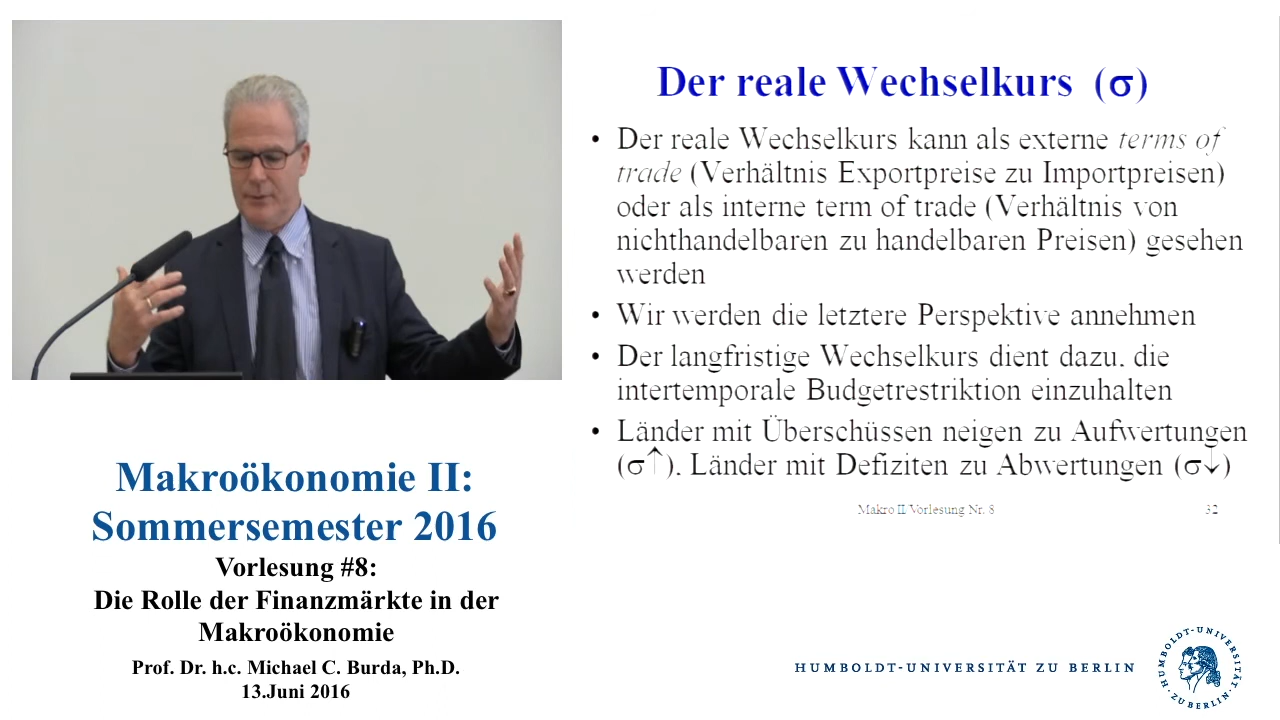 Der reale Wechselkurs (σ)
• Der reale Wechselkurs kann als externe terms of
trade (Verhältnis Exportpreise zu Importpreisen)
oder als interne term of trade (Verhältnis von
nichthandelbaren zu handelbaren Preisen) gesehen
werden
• Wir werden die letztere Perspektive annehmen
• Der langfristige Wechselkurs dient dazu, die
intertemporale Budgetrestriktion einzuhalten
• Länder mit Überschüssen neigen zu Aufwertungen
(σ↑), Länder mit Defiziten zu Abwertungen (σ↓)
Makro II/Vorlesung Nr. 8
32
Makroökonomie II:
Sommersemester 2016
Vorlesung #8:
Die Rolle der Finanzmärkte in der
Makroökonomie
Prof. Dr. h.c. Michael C. Burda, Ph.D.
13.Juni 2016
HUMBOLDT-UNIVERSITÄT ZU BERLIN
HUMBOLDT-UNIVERSITÄT
ZU BERLIN